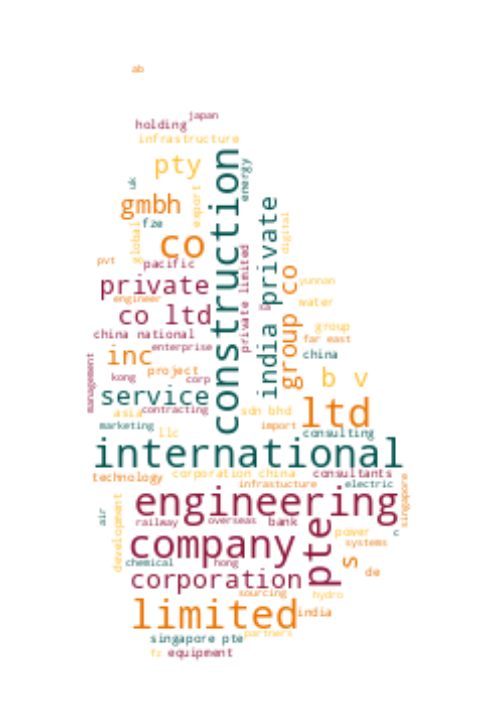 ab
japan
holding
infrastructure
pty
construction
energy
uk
gmbh
export
india private
fze
digital
global
co
pvt
pacific
private limited
group co
private
yunnan
engineer
water
co ltd
china national
group
far east
enterprise
inc
china
management
kong
project
corp
b v
service
asia
contracting
sdn bhd
ltd
marketing
llc
import
consulting
international
technology
corporation china
consultants
infrastucture
electric
singapore
engineering
air
development
railway
overseas
bank
pte
company
power
c
systems
s
chemical
hong
de
corporation
sourcing
hydro
limited
india
singapore pte
partners
fc
equipment